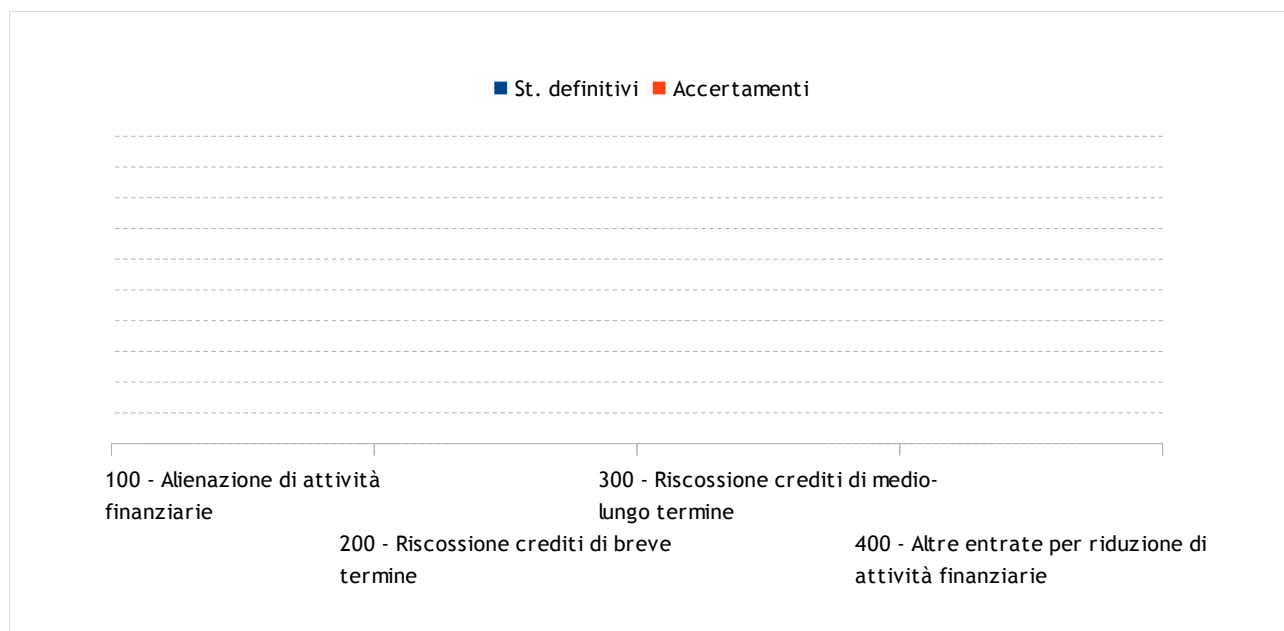 St. definitivi Accertamenti
100 - Alienazione di attività
finanziarie
200 - Riscossione crediti di breve
termine
300 - Riscossione crediti di medio-
lungo termine
400 - Altre entrate per riduzione di
attività finanziarie